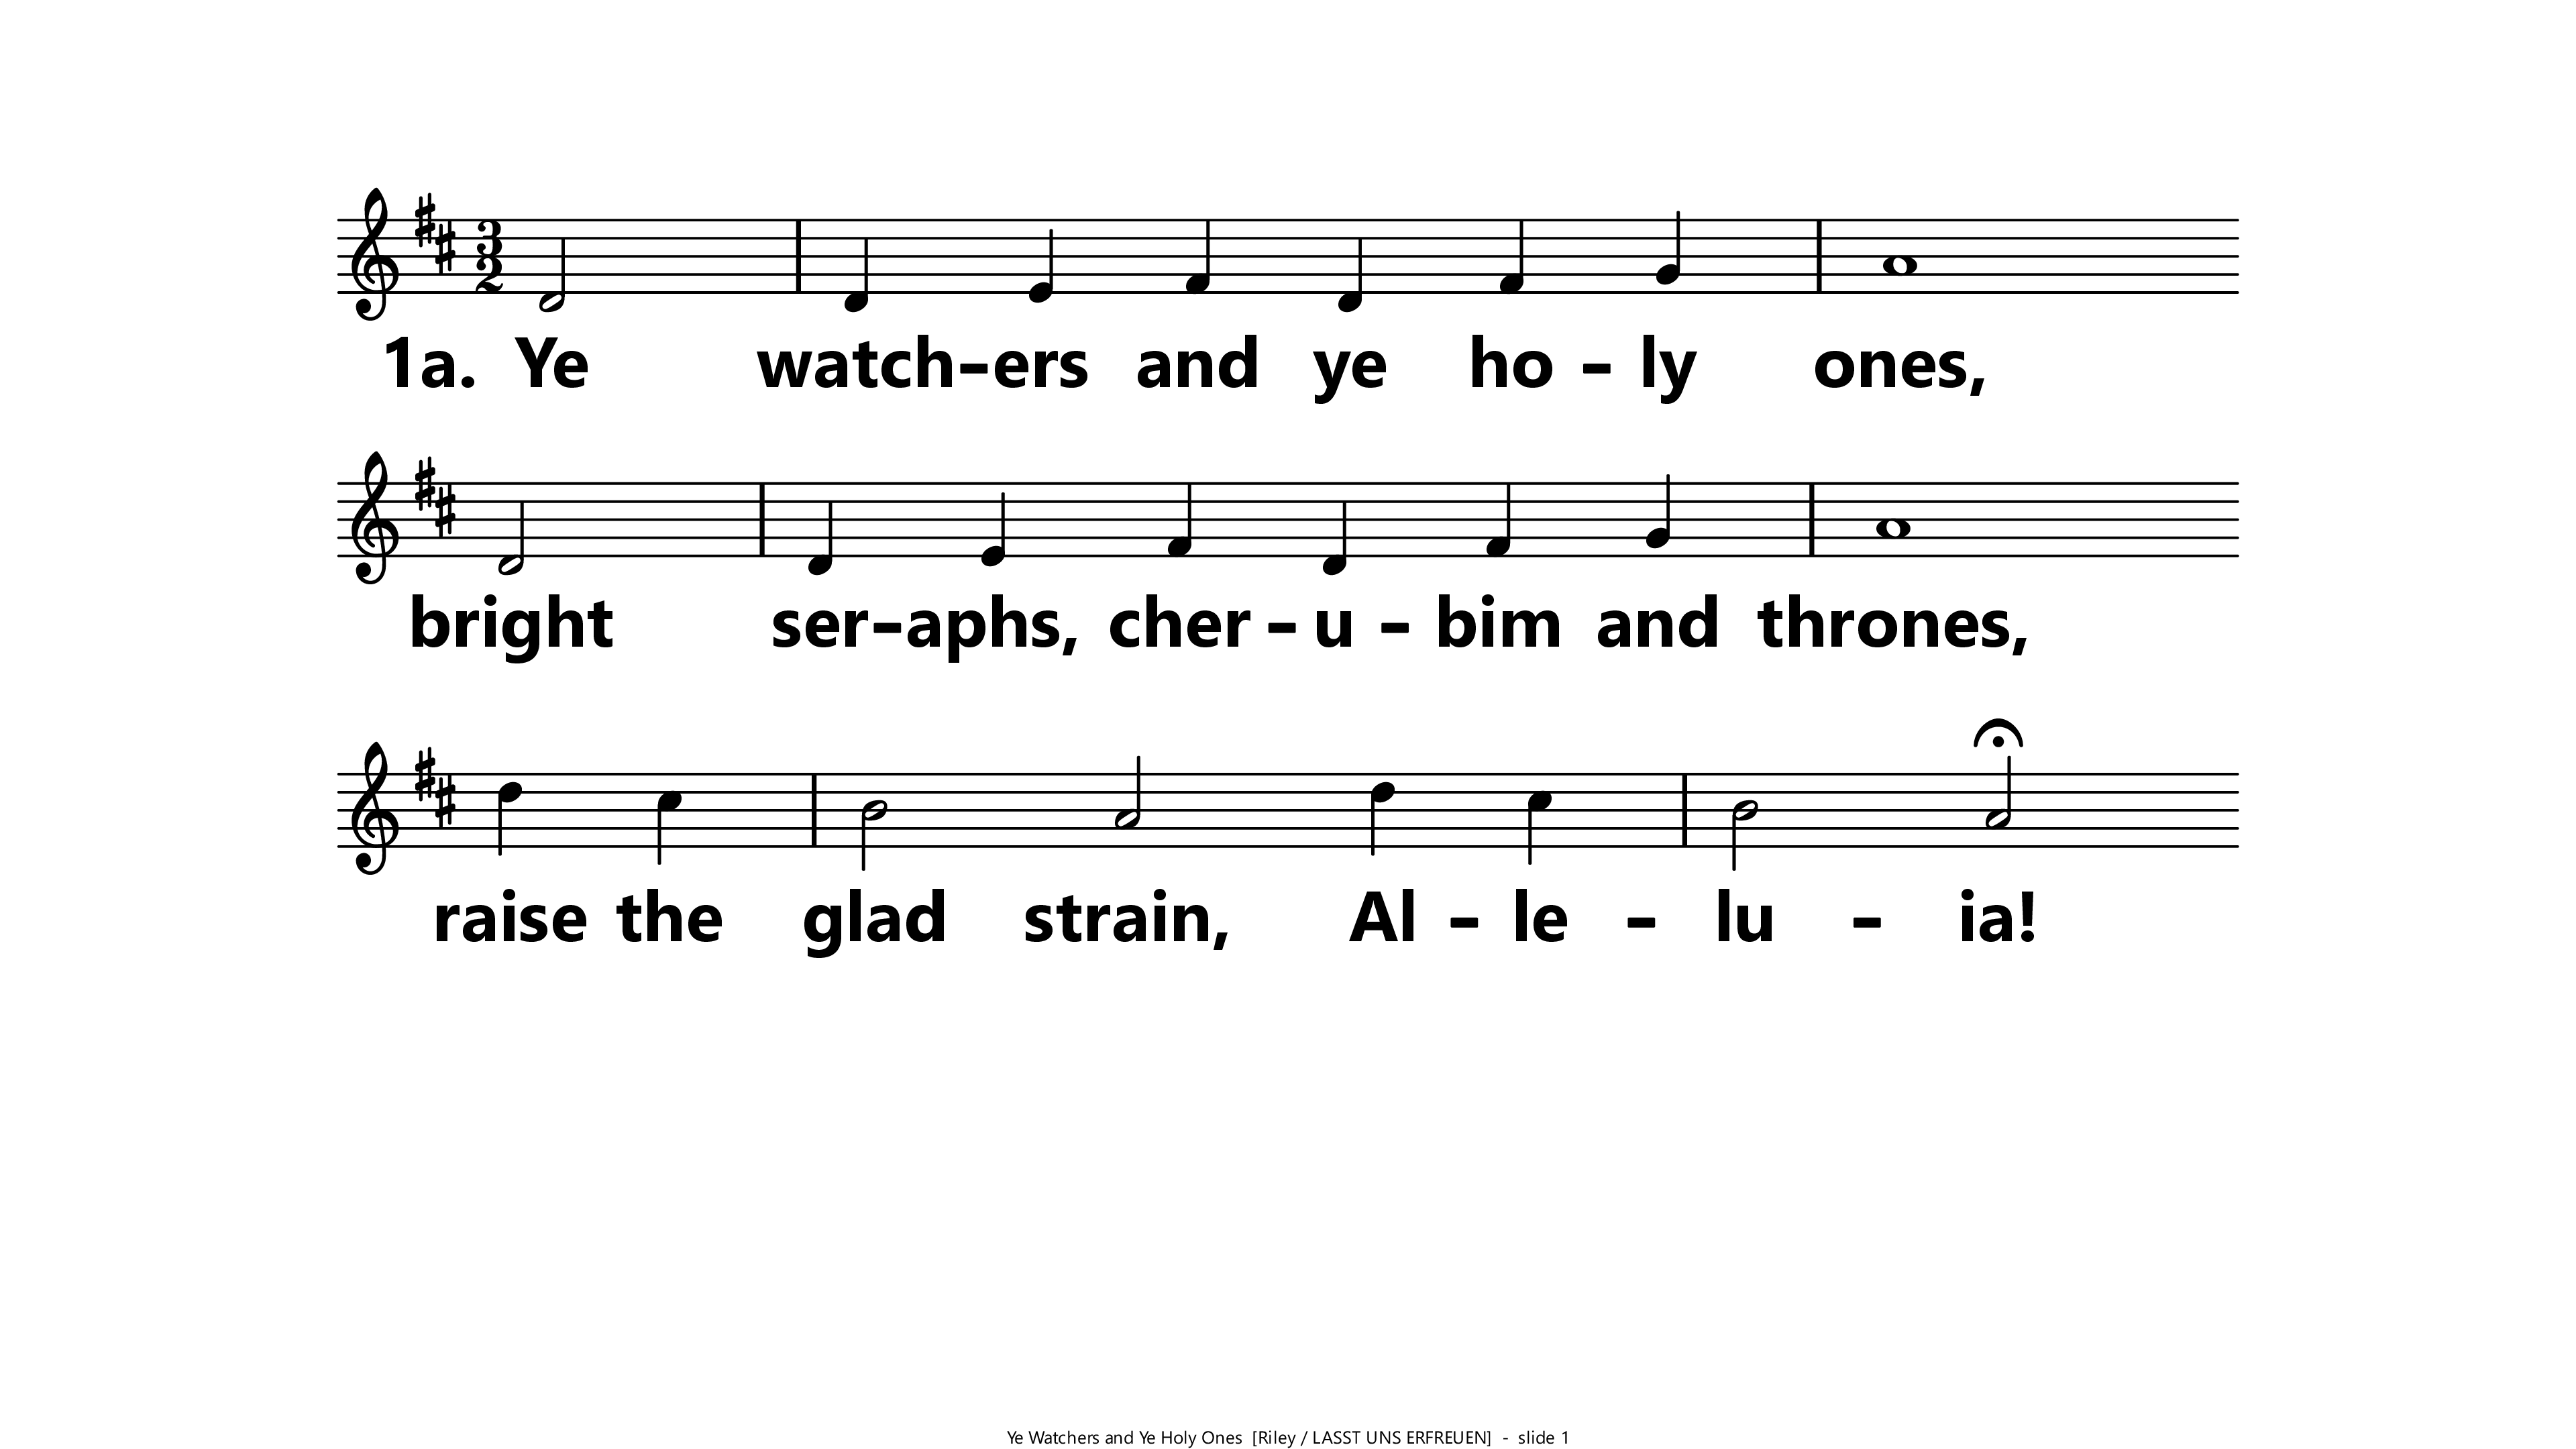 1a. Ye watch-ers and ye ho - ly ones,
bright ser-aphs, cher - u - bim and thrones,
raise the glad strain, Al - le - lu - ia!
Ye Watchers and Ye Holy Ones [Riley / LASST UNS ERFREUEN] - slide 1